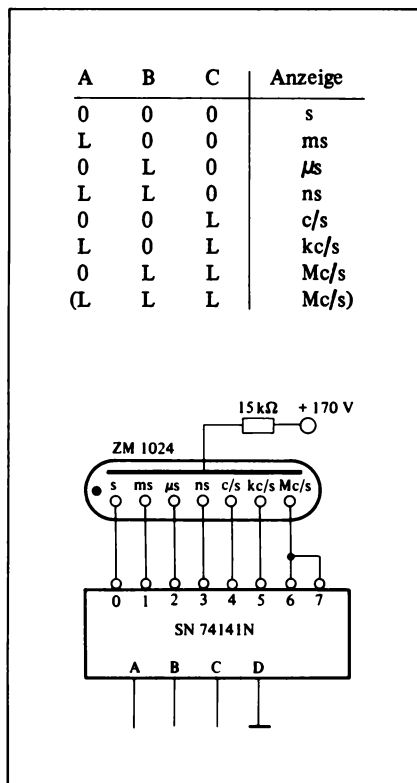 A B C Anzeige
0 0 0 s
L 0 0 ms
0 L 0 µs
L L 0 ns
0 0 L c/s
L 0 L kc/s
0 L L Mc/s
(L L L Mc/s)
15 kΩ + 170 V
ZM 1024
s ms µs ns c/s kc/s Mc/s
0 1 2 3 4 5 6 7
SN 74141N
A B C D